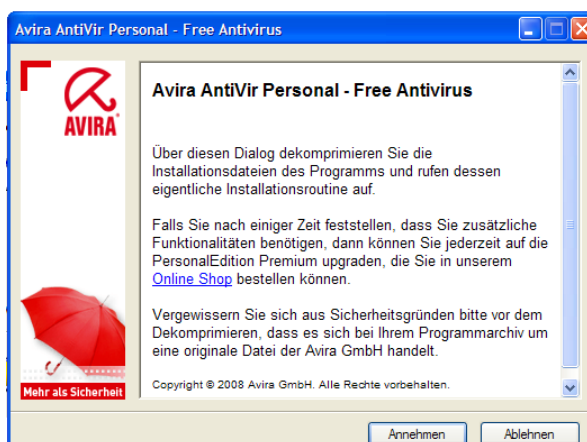 Avira AntiVir Personal - Free Antivirus
AVIRA
Mehr als Sicherheit
Avira AntiVir Personal - Free Antivirus
Über diesen Dialog dekomprimieren Sie die
Installationsdateien des Programms und rufen dessen
eigentliche Installationsroutine auf.
Falls Sie nach einiger Zeit feststellen, dass Sie zusätzliche
Funktionalitäten benötigen, dann können Sie jederzeit auf die
PersonalEdition Premium upgraden, die Sie in unserem
Online Shop bestellen können.
Vergewissern Sie sich aus Sicherheitsgründen bitte vor dem
Dekomprimieren, dass es sich bei Ihrem Programmarchiv um
eine originale Datei der Avira GmbH handelt.
Copyright © 2008 Avira GmbH. Alle Rechte vorbehalten.
Annehmen
Ablehnen